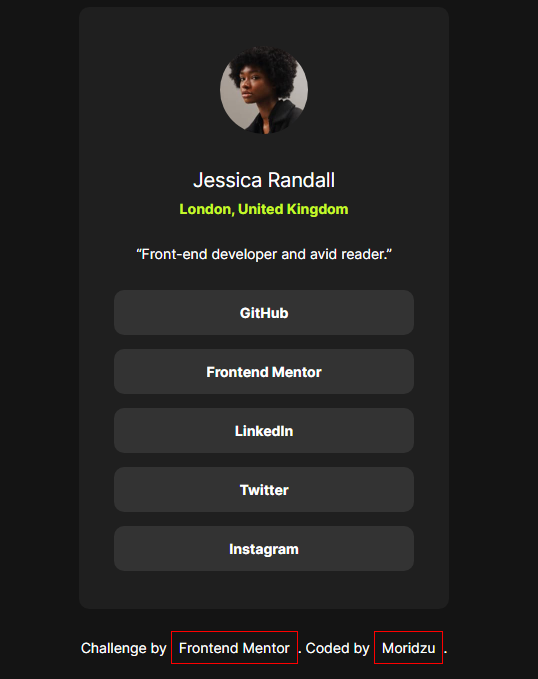 Jessica Randall
London, United Kingdom
“Front-end developer and avid reader.”
GitHub
Frontend Mentor
LinkedIn
Twitter
Instagram
Challenge by Frontend Mentor. Coded by Moridzu.